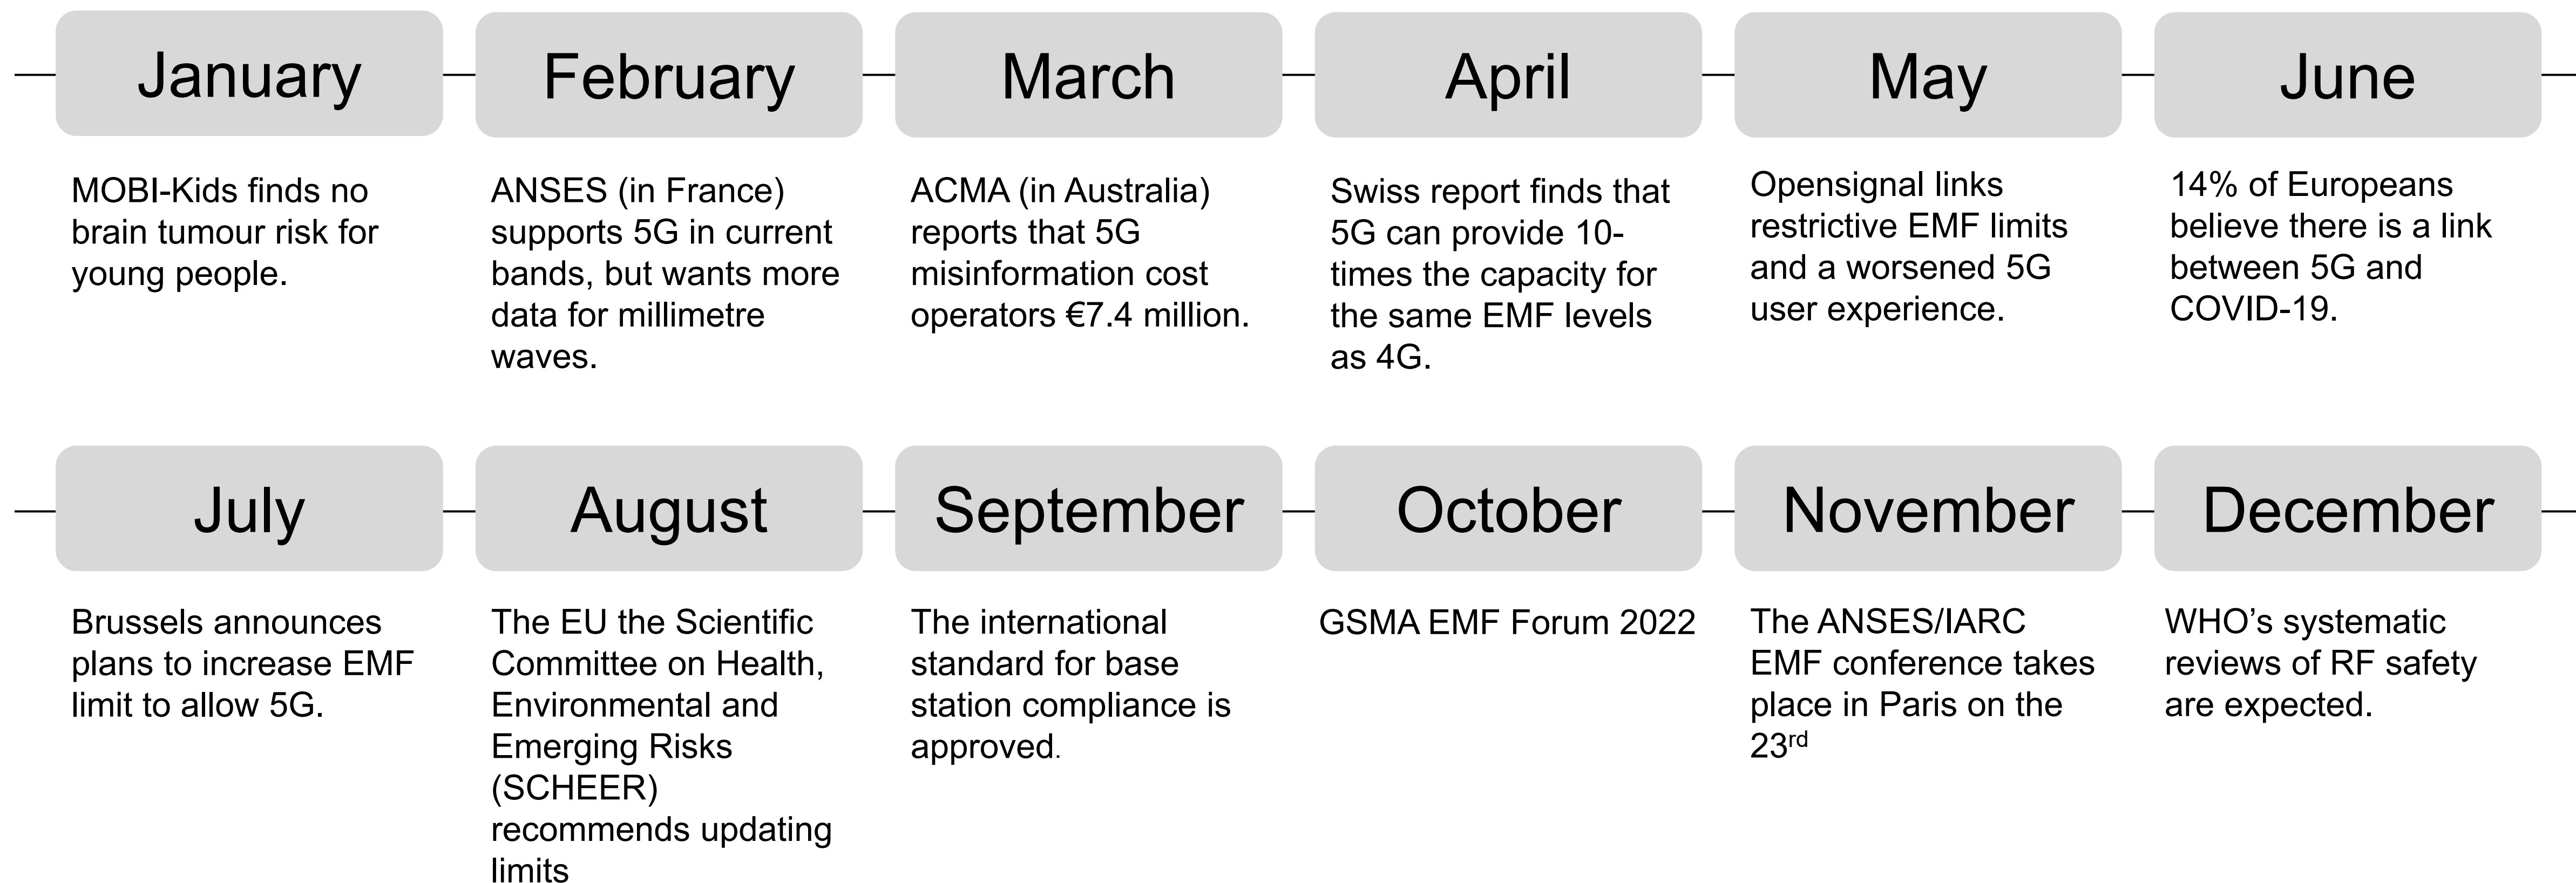 January
February
March
April
May
June
MOBI-Kids finds no
brain tumour risk for
young people.
ANSES (in France)
supports 5G in current
bands, but wants more
data for millimetre
waves.
ACMA (in Australia)
reports that 5G
misinformation cost
operators €7.4 million.
Swiss report finds that
5G can provide 10-
times the capacity for
the same EMF levels
as 4G.
Opensignal links
restrictive EMF limits
and a worsened 5G
user experience.
14% of Europeans
believe there is a link
between 5G and
COVID-19.
July
August
September
October
November
December
Brussels announces
plans to increase EMF
limit to allow 5G.
The EU the Scientific
Committee on Health,
Environmental and
Emerging Risks
(SCHEER)
recommends updating
limits
The international
standard for base
station compliance is
approved.
GSMA EMF Forum 2022
The ANSES/IARC
EMF conference takes
place in Paris on the
23rd
WHO’s systematic
reviews of RF safety
are expected.